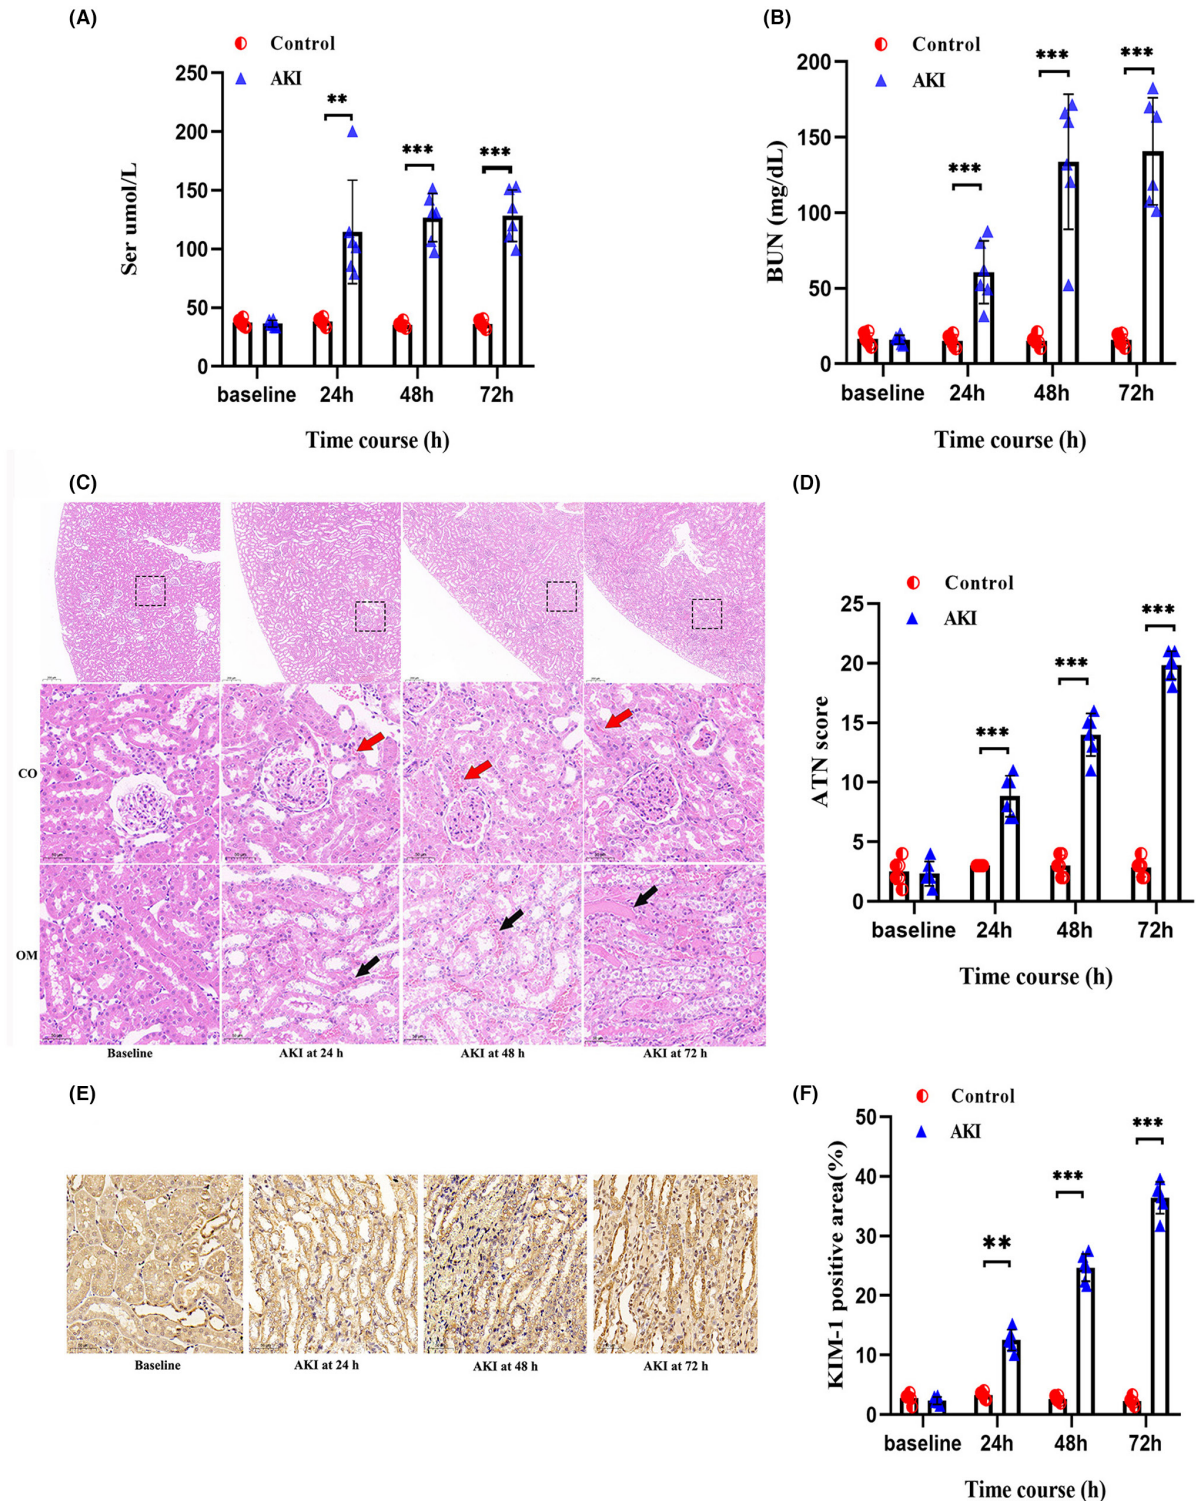 (A)
Control
AKI
250
200
150
100
50
0
Ser umol/L
**
***
***
baseline 24h 48h 72h
Time course (h)
(B)
Control
AKI
200
150
100
50
0
BUN (mg/dL)
***
***
***
baseline 24h 48h 72h
Time course (h)
(C)
CO
OM
Baseline AKI at 24 h AKI at 48 h AKI at 72 h
(D)
Control
AKI
25
20
15
10
5
0
ATN score
***
***
***
baseline 24h 48h 72h
Time course (h)
(E)
Baseline AKI at 24 h AKI at 48 h AKI at 72 h
(F)
Control
AKI
50
40
30
20
10
0
KIM-1 positive area(%)
**
***
***
baseline 24h 48h 72h
Time course (h)